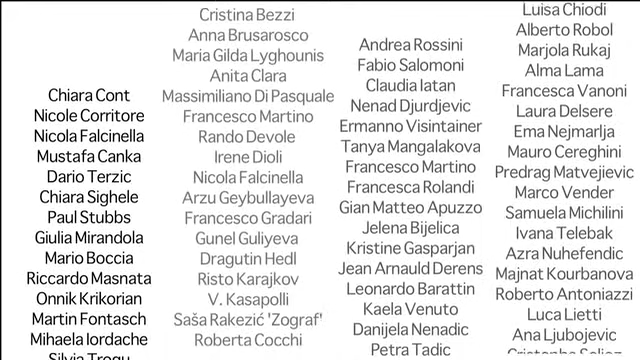 Chiara Cont
Nicole Corritore
Nicola Falcinella
Mustafa Canka
Dario Terzic
Chiara Sighele
Paul Stubbs
Giulia Mirandola
Mario Boccia
Riccardo Masnata
Onnik Krikorian
Martin Fontasch
Mihaela Iordache
Silvia Trogu
Cristina Bezzi
Anna Brusarosco
Maria Gilda Lyghounis
Anita Clara
Massimiliano Di Pasquale
Francesco Martino
Rando Devole
Irene Dioli
Nicola Falcinella
Arzu Geybullayeva
Francesco Gradari
Gunel Guliyeva
Dragutin Hedl
Risto Karajkov
V. Kasapolli
Saša Rakezić 'Zograf'
Roberta Cocchi
Andrea Rossini
Fabio Salomoni
Claudia Iatan
Nenad Djurdjevic
Ermanno Visintainer
Tanya Mangalakova
Francesco Martino
Francesca Rolandi
Gian Matteo Apuzzo
Jelena Bijelica
Kristine Gasparjan
Jean Arnauld Derens
Leonardo Barattin
Kaela Venuto
Danijela Nenadic
Petra Tadic
Luisa Chiodi
Alberto Robol
Marjola Rukaj
Alma Lama
Francesca Vanoni
Laura Delsere
Ema Nejmarlja
Mauro Cereghini
Predrag Matvejevic
Marco Vender
Samuela Michilini
Ivana Telebak
Azra Nuhefendic
Majnat Kourbanova
Roberto Antoniazzi
Luca Lietti
Ana Ljubojevic